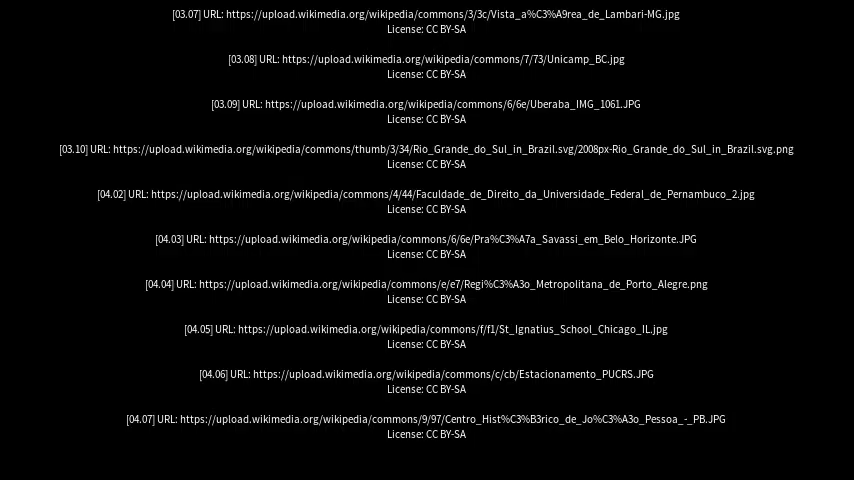 [03.07] URL: https://upload.wikimedia.org/wikipedia/commons/3/3c/Vista_a%C3%A9rea_de_Lambari-MG.jpg
License: CC BY-SA
[03.08] URL: https://upload.wikimedia.org/wikipedia/commons/7/73/Unicamp_BC.jpg
License: CC BY-SA
[03.09] URL: https://upload.wikimedia.org/wikipedia/commons/6/6e/Uberaba_IMG_1061.JPG
License: CC BY-SA
[03.10] URL: https://upload.wikimedia.org/wikipedia/commons/thumb/3/34/Rio_Grande_do_Sul_in_Brazil.svg/2008px-Rio_Grande_do_Sul_in_Brazil.svg.png
License: CC BY-SA
[04.02] URL: https://upload.wikimedia.org/wikipedia/commons/4/44/Faculdade_de_Direito_da_Universidade_Federal_de_Pernambuco_2.jpg
License: CC BY-SA
[04.03] URL: https://upload.wikimedia.org/wikipedia/commons/6/6e/Pra%C3%A7a_Savassi_em_Belo_Horizonte.JPG
License: CC BY-SA
[04.04] URL: https://upload.wikimedia.org/wikipedia/commons/e/e7/Regi%C3%A3o_Metropolitana_de_Porto_Alegre.png
License: CC BY-SA
[04.05] URL: https://upload.wikimedia.org/wikipedia/commons/f/f1/St_Ignatius_School_Chicago_IL.jpg
License: CC BY-SA
[04.06] URL: https://upload.wikimedia.org/wikipedia/commons/c/cb/Estacionamento_PUCRS.JPG
License: CC BY-SA
[04.07] URL: https://upload.wikimedia.org/wikipedia/commons/9/97/Centro_Hist%C3%B3rico_de_Jo%C3%A3o_Pessoa_-_PB.JPG
License: CC BY-SA